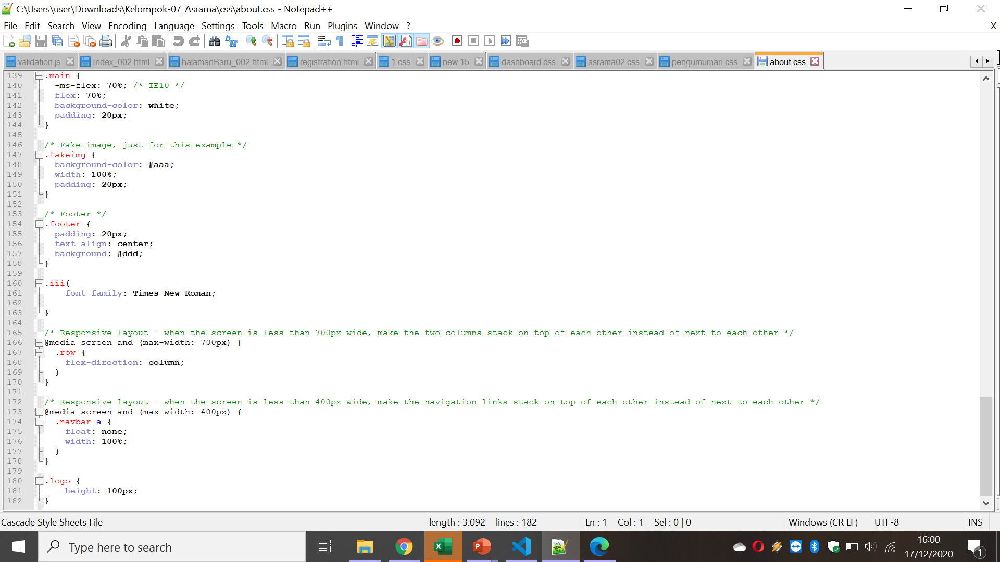 C:\Users\user\Downloads\Kelompok-07_Asrama\css\about.css - Notepad++
File Edit Search View Encoding Language Settings Tools Macro Run Plugins Window ? X
validation.js Index_002.html halamanBaru_002.html registration.html 1.css new 15 dashboard.css asrama02.css pengumuman.css about.css
139 .main {
140 -ms-flex: 70%; /* IE10 */
141 flex: 70%;
142 background-color: white;
143 padding: 20px;
144 }
145
146 /* Fake image, just for this example */
147 .fakeimg {
148 background-color: #aaa;
149 width: 100%;
150 padding: 20px;
151 }
152
153 /* Footer */
154 .footer {
155 padding: 20px;
156 text-align: center;
157 background: #ddd;
158 }
159
160 .iii{
161 font-family: Times New Roman;
162
163 }
164
165 /* Responsive layout - when the screen is less than 700px wide, make the two columns stack on top of each other instead of next to each other */
166 @media screen and (max-width: 700px) {
167 .row {
168 flex-direction: column;
169 }
170 }
171
172 /* Responsive layout - when the screen is less than 400px wide, make the navigation links stack on top of each other instead of next to each other */
173 @media screen and (max-width: 400px) {
174 .navbar a {
175 float: none;
176 width: 100%;
177 }
178 }
179
180 .logo {
181 height: 100px;
182 }
Cascade Style Sheets File length : 3.092 lines : 182 Ln : 1 Col : 1 Sel : 0 | 0 Windows (CR LF) UTF-8 INS
Type here to search
16:00
17/12/2020
1